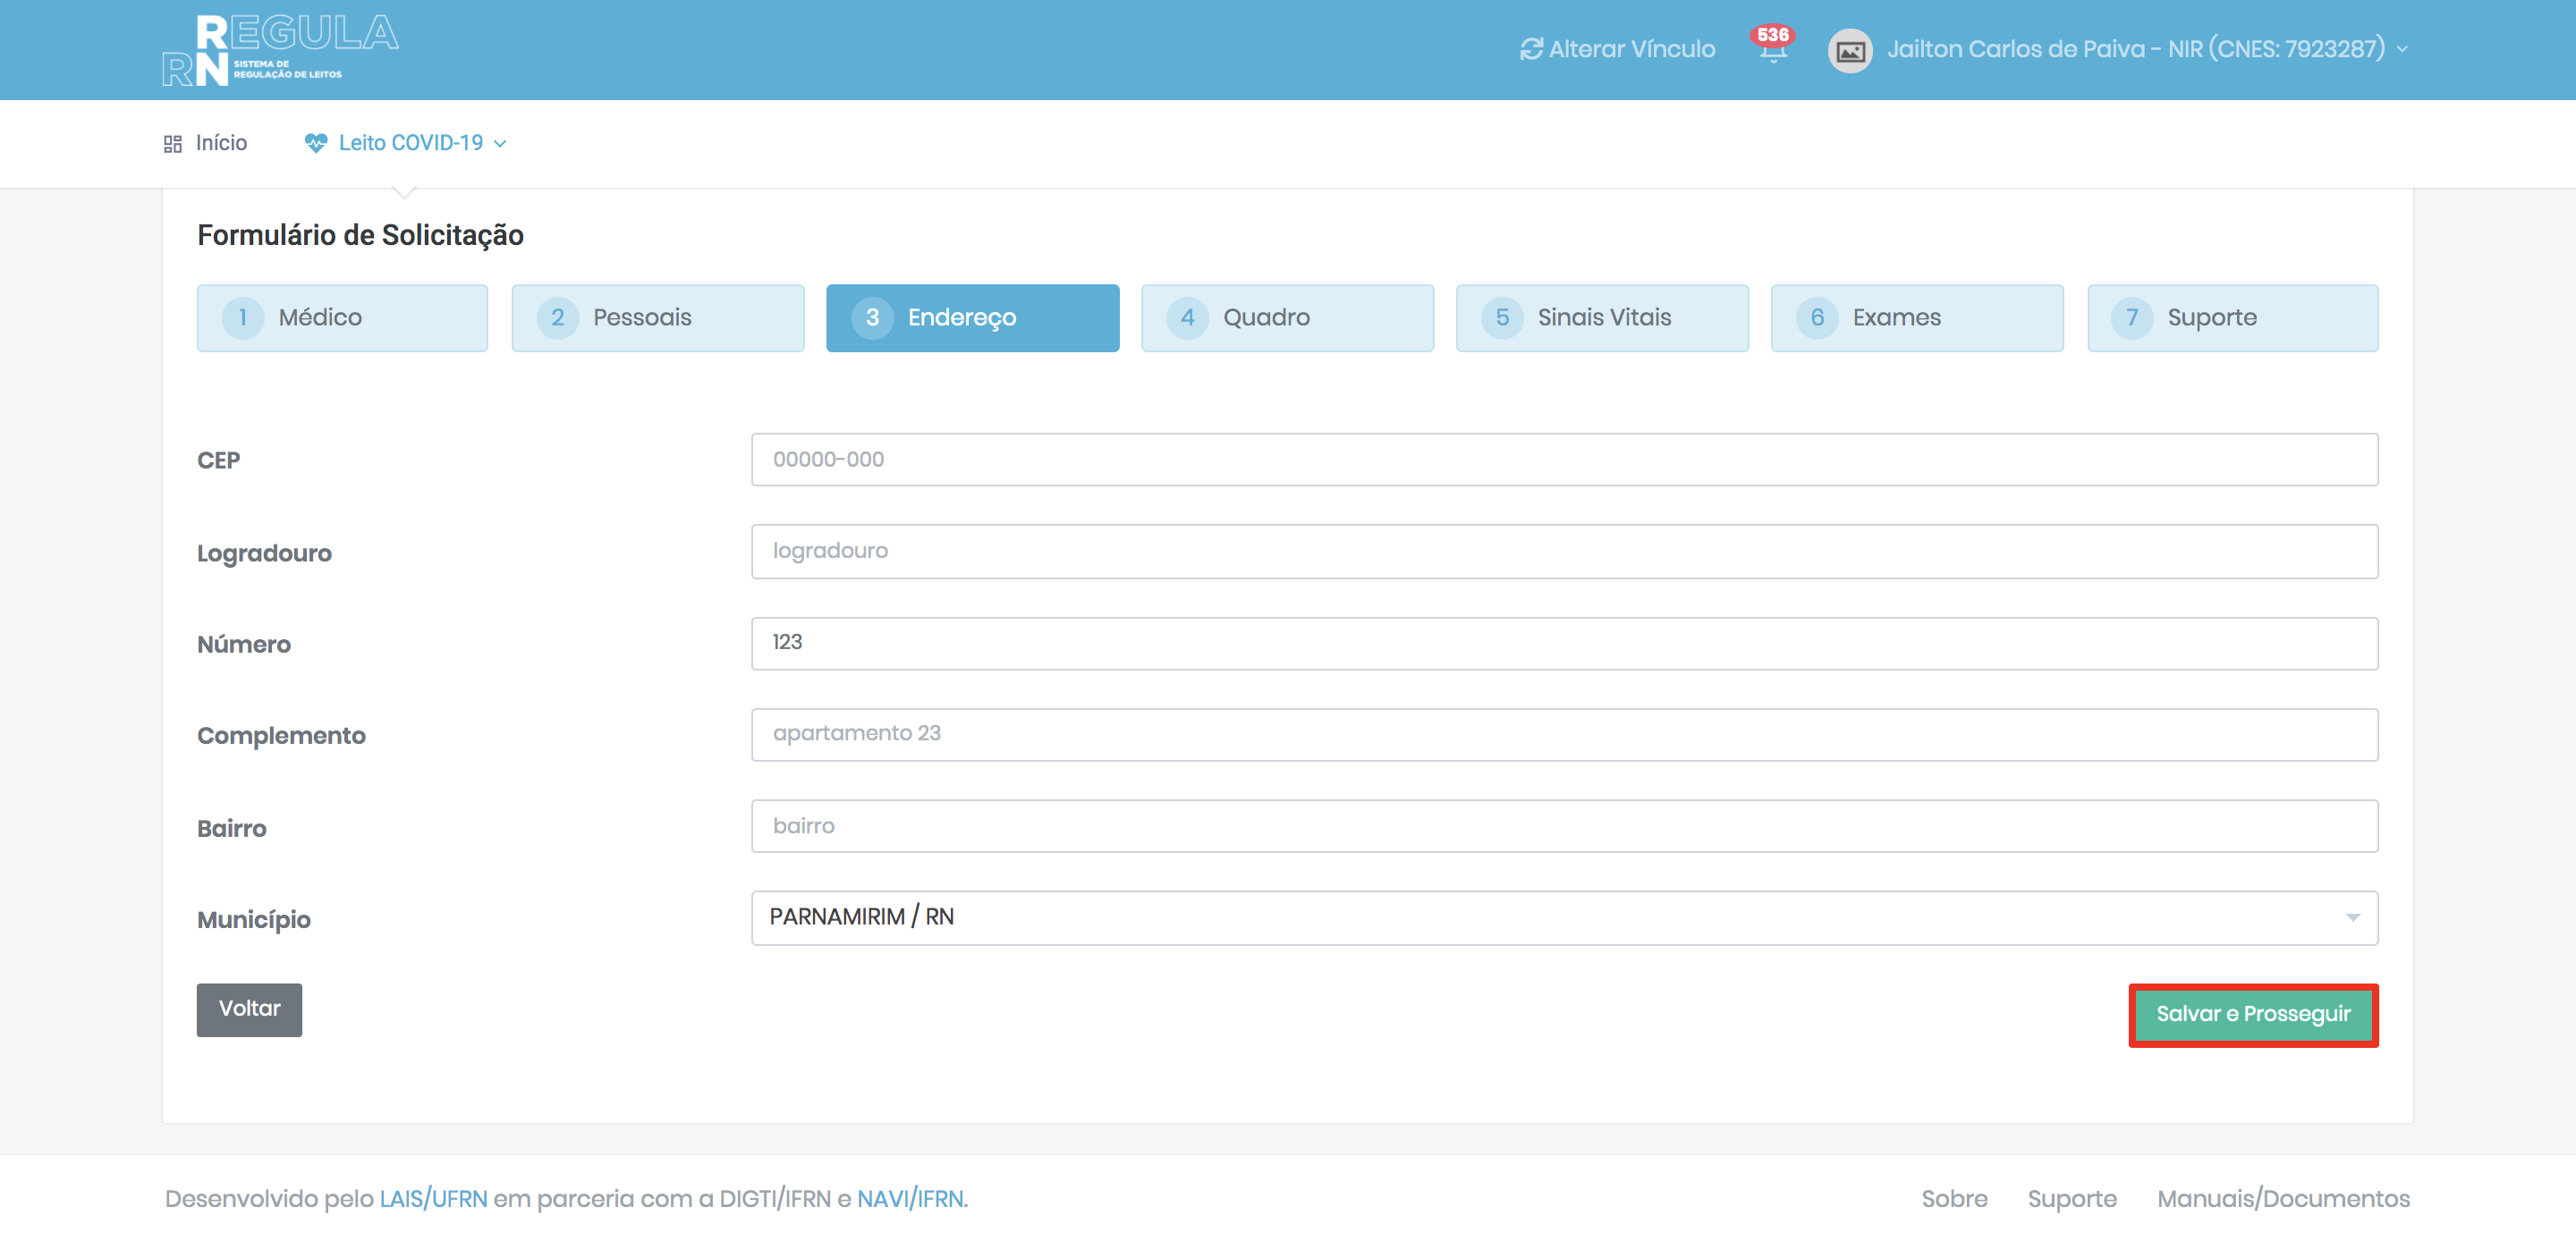 REGULA
RN SISTEMA DE
REGULAÇÃO DE LEITOS
Alterar Vínculo
536
Jailton Carlos de Paiva - NIR (CNES: 7923287)
Início
Leito COVID-19
Formulário de Solicitação
1 Médico
2 Pessoais
3 Endereço
4 Quadro
5 Sinais Vitais
6 Exames
7 Suporte
CEP
00000-000
Logradouro
logradouro
Número
123
Complemento
apartamento 23
Bairro
bairro
Município
PARNAMIRIM / RN
Voltar
Salvar e Prosseguir
Desenvolvido pelo LAIS/UFRN em parceria com a DIGTI/IFRN e NAVI/IFRN.
Sobre
Suporte
Manuais/Documentos